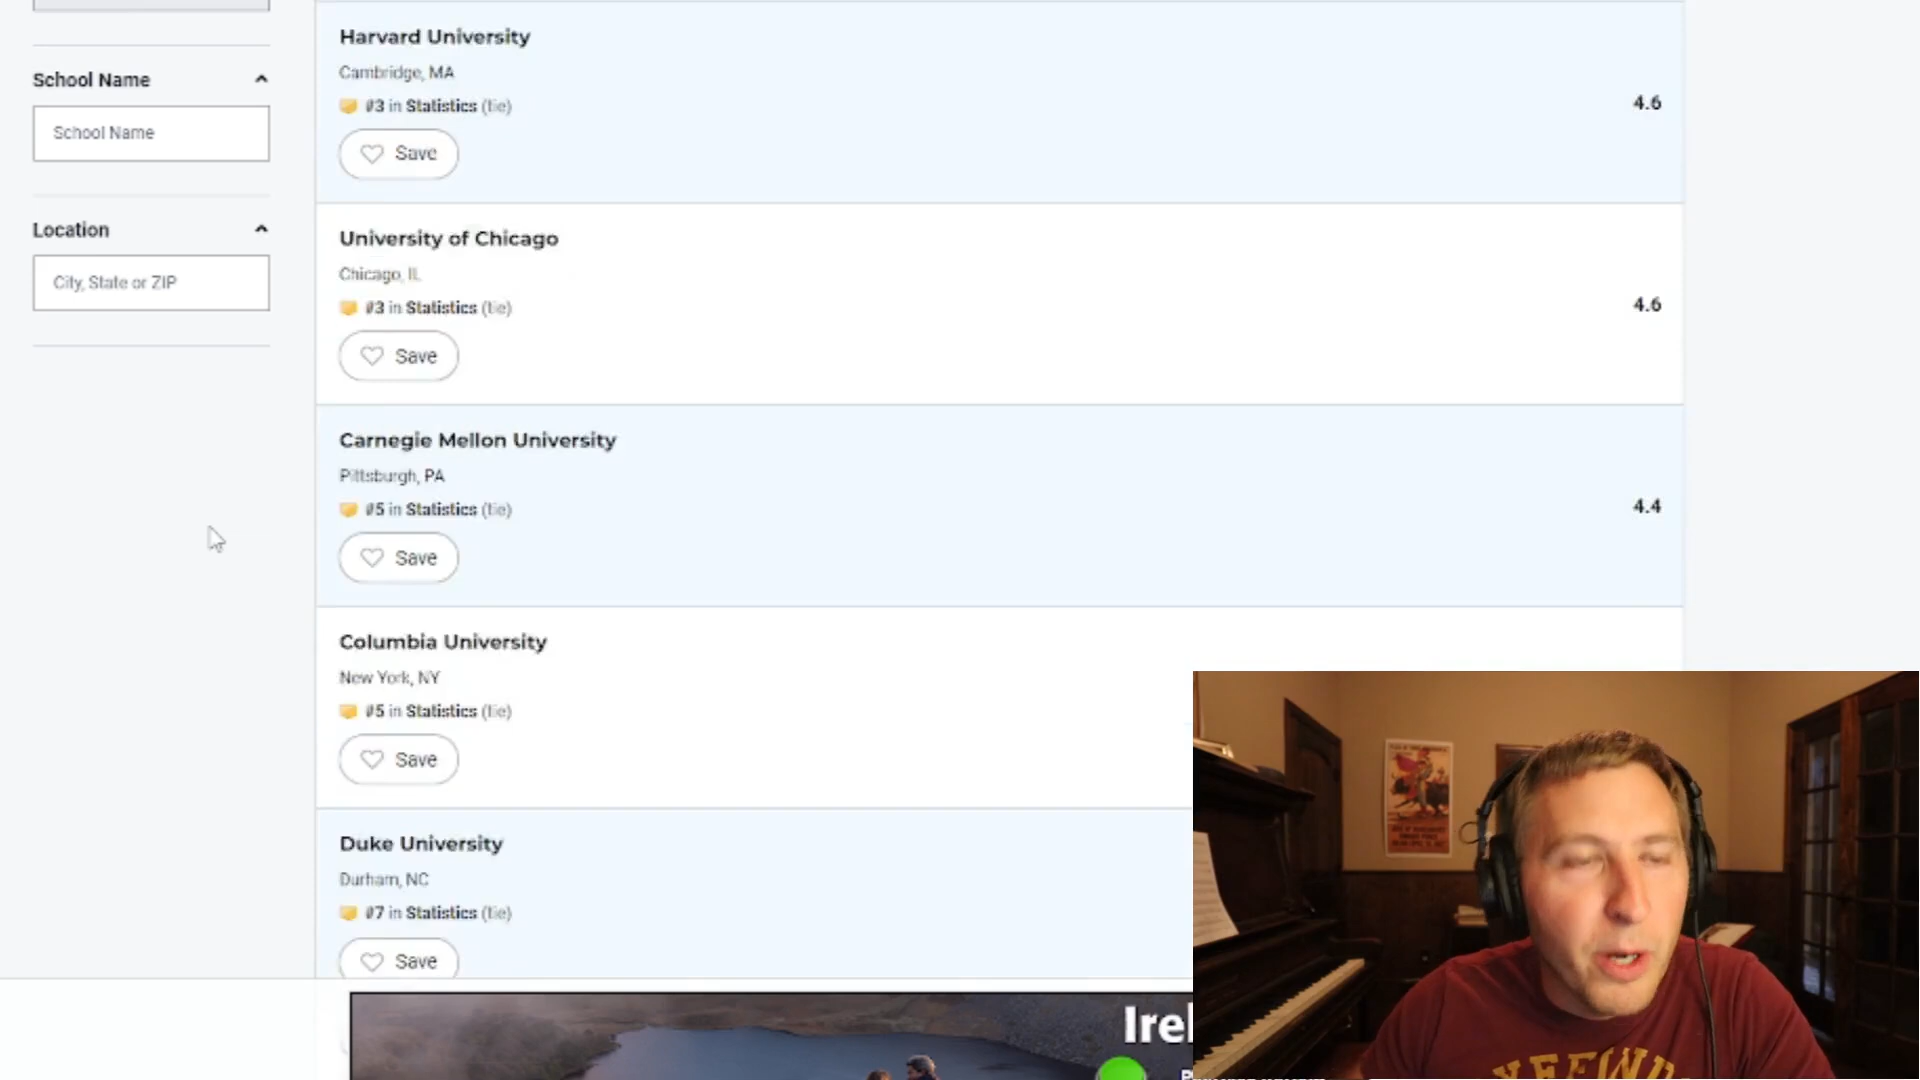 School Name
School Name
Location
City, State or ZIP
Harvard University
Cambridge, MA
#3 in Statistics (tie)
4.6
Save
University of Chicago
Chicago, IL
#3 in Statistics (tie)
4.6
Save
Carnegie Mellon University
Pittsburgh, PA
#5 in Statistics (tie)
4.4
Save
Columbia University
New York, NY
#5 in Statistics (tie)
Save
Duke University
Durham, NC
#7 in Statistics (tie)
Save
Irel